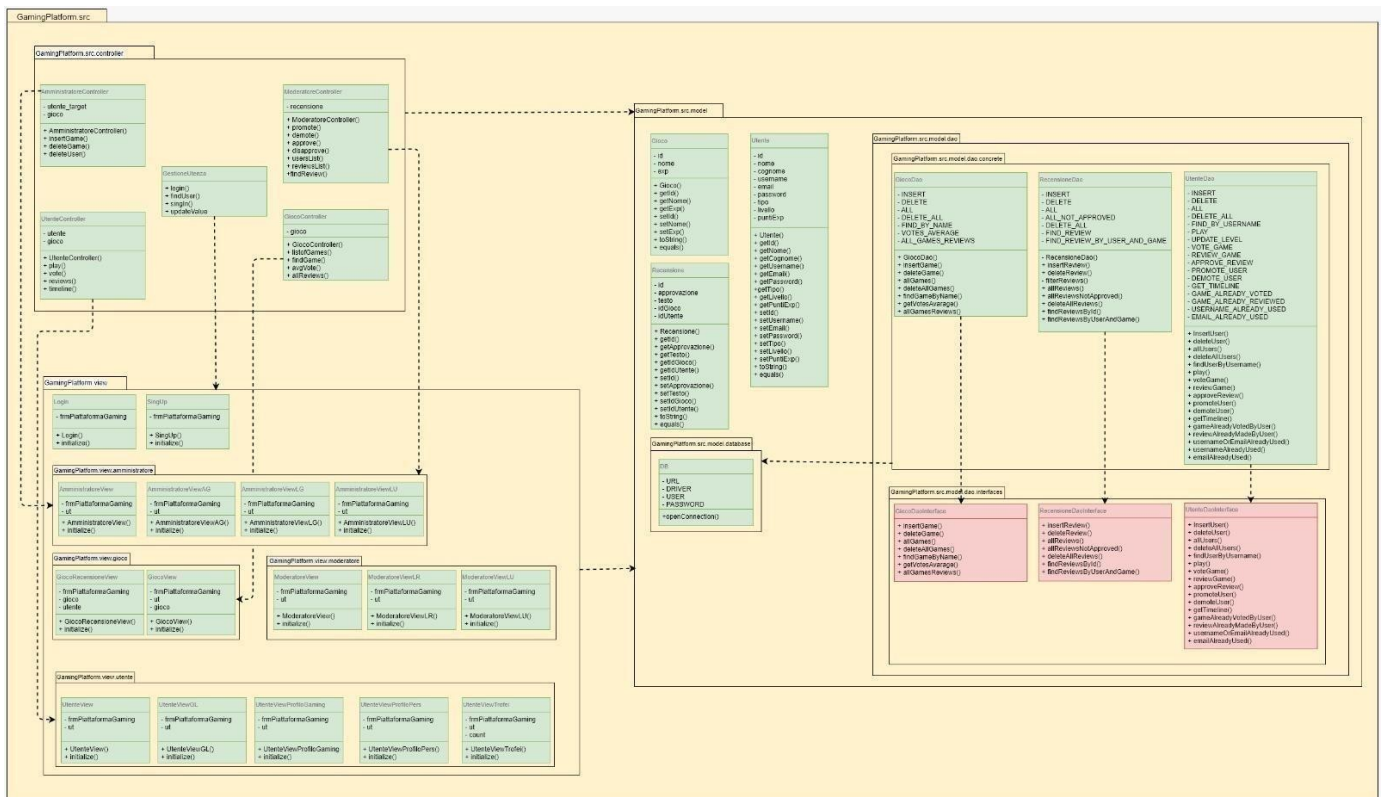 GamingPlatform.src
GamingPlatform.src.controller
AmministratoreController
- utente_target
- gioco
+ AmministratoreController()
+ insertGame()
+ deleteGame()
+ deleteUser()
ModeratoreController
- recensione
+ ModeratoreController()
+ promote()
+ demote()
+ approve()
+ disapprove()
+ usersList()
+ reviewsList()
+findReview()
GestioneUtenza
+ login()
+ findUser()
+ singIn()
+ updateValue
UtenteController
- utente
- gioco
+ UtenteController()
+ play()
+ vote()
+ reviews()
+ timeline()
GiocoController
- gioco
+ GiocoController()
+ listofGames()
+ findGame()
+ avgVote()
+ allReviews()
GamingPlatform.view
Login
- frmPiattaformaGaming
+ Login()
+ initialize()
SingUp
- frmPiattaformaGaming
+ SingUp()
+ initialize()
GamingPlatform.view.amministratore
AmministratoreView
- frmPiattaformaGaming
- ut
+ AmministratoreView()
+ initialize()
AmministratoreViewAG
- frmPiattaformaGaming
- ut
+ AmministratoreViewAG()
+ initialize()
AmministratoreViewLG
- frmPiattaformaGaming
- ut
+ AmministratoreViewLG()
+ initialize()
AmministratoreViewLU
- frmPiattaformaGaming
- ut
+ AmministratoreViewLU()
+ initialize()
GamingPlatform.view.gioco
GiocoRecensioneView
- frmPiattaformaGaming
- gioco
- utente
+ GiocoRecensioneView()
+ initialize()
GiocoView
- frmPiattaformaGaming
- ut
- gioco
+ GiocoView()
+ initialize()
GamingPlatform.view.moderatore
ModeratoreView
- frmPiattaformaGaming
- ut
+ ModeratoreView()
+ initialize()
ModeratoreViewLR
- frmPiattaformaGaming
- ut
+ ModeratoreViewLR()
+ initialize()
ModeratoreViewLU
- frmPiattaformaGaming
- ut
+ ModeratoreViewLU()
+ initialize()
GamingPlatform.view.utente
UtenteView
- frmPiattaformaGaming
- ut
+ UtenteView()
+ initialize()
UtenteViewGL
- frmPiattaformaGaming
- ut
+ UtenteViewGL()
+ initialize()
UtenteViewProfiloGaming
- frmPiattaformaGaming
- ut
+ UtenteViewProfiloGaming
+ initialize()
UtenteViewProfiloPers
- frmPiattaformaGaming
- ut
+ UtenteViewProfiloPers()
+ initialize()
UtenteViewTrofei
- frmPiattaformaGaming
- ut
- count
+ UtenteViewTrofei()
+ initialize()
GamingPlatform.src.model
Gioco
- id
- nome
- exp
+ Gioco()
+ getId()
+ getNome()
+ getExp()
+ setId()
+ setNome()
+ setExp()
+ toString()
+ equals()
Utente
- id
- nome
- cognome
- username
- email
- password
- tipo
- livello
- puntiExp
+ Utente()
+ getId()
+ getNome()
+ getCognome()
+ getUsername()
+ getEmail()
+ getPassword()
+getTipo()
+ getLivello()
+ getPuntiExp()
+ setId()
+ setUsername()
+ setEmail()
+ setPassword()
+ setTipo()
+ setLivello()
+ setPuntiExp()
+ toString()
+ equals()
Recensione
- id
- approvazione
- testo
- idGioco
- idUtente
+ Recensione()
+ getId()
+ getApprovazione()
+ getTesto()
+ getIdGioco()
+ getIdUtente()
+ setId()
+ setApprovazione()
+ setTesto()
+ setIdGioco()
+ setIdUtente()
+ toString()
+ equals()
GamingPlatform.src.model.database
DB
- URL
- DRIVER
- USER
- PASSWORD
+openConnection()
GamingPlatform.src.model.dao
GamingPlatform.src.model.dao.concrete
GiocoDao
- INSERT
- DELETE
- ALL
- DELETE_ALL
- FIND_BY_NAME
- VOTES_AVERAGE
- ALL_GAMES_REVIEWS
+ GiocoDao()
+ insertGame()
+ deleteGame()
+ allGames()
+ deleteAllGames()
+ findGameByName()
+ getVotesAvarage()
+ allGamesReviews()
RecensioneDao
- INSERT
- DELETE
- ALL
- ALL_NOT_APPROVED
- DELETE_ALL
- FIND_REVIEW
- FIND_REVIEW_BY_USER_AND_GAME
- RecensioneDao()
+ insertReview()
+ deleteReview()
- filterReviews()
+ allReviews()
+ allReviewsNotApproved()
+ deleteAllReviews()
+ findReviewsById()
+ findReviewsByUserAndGame()
UtenteDao
- INSERT
- DELETE
- ALL
- DELETE_ALL
- FIND_BY_USERNAME
- PLAY
- UPDATE_LEVEL
- VOTE_GAME
- REVIEW_GAME
- APPROVE_REVIEW
- PROMOTE_USER
- DEMOTE_USER
- GET_TIMELINE
- GAME_ALREADY_VOTED
- GAME_ALREADY_REVIEWED
- USERNAME_ALREADY_USED
- EMAIL_ALREADY_USED
+ InsertUser()
+ deleteUser()
+ allUsers()
+ deleteAllUsers()
+ findUserByUsername()
+ play()
+ voteGame()
+ reviewGame()
+ approveReview()
+ promoteUser()
+ demoteUser()
+ getTimeline()
+ gameAlreadyVotedByUser()
+ reviewAlreadyMadeByUser()
+ usernameOrEmailAlreadyUsed()
+ usernameAlreadyUsed()
+ emailAlreadyUsed()
GamingPlatform.src.model.dao.interfaces
GiocoDaoInterface
+ insertGame()
+ deleteGame()
+ allGames()
+ deleteAllGames()
+ findGameByName()
+ getVotesAvarage()
+ allGamesReviews()
RecensioneDaoInterface
+ insertReview()
+ deleteReview()
+ allReviews()
+ allReviewsNotApproved()
+ deleteAllReviews()
+ findReviewsById()
+ findReviewsByUserAndGame()
UtenteDaoInterface
+ InsertUser()
+ deleteUser()
+ allUsers()
+ deleteAllUsers()
+ findUserByUsername()
+ play()
+ voteGame()
+ reviewGame()
+ approveReview()
+ promoteUser()
+ demoteUser()
+ getTimeline()
+ gameAlreadyVotedByUser()
+ reviewAlreadyMadeByUser()
+ usernameOrEmailAlreadyUsed()
+ emailAlreadyUsed()